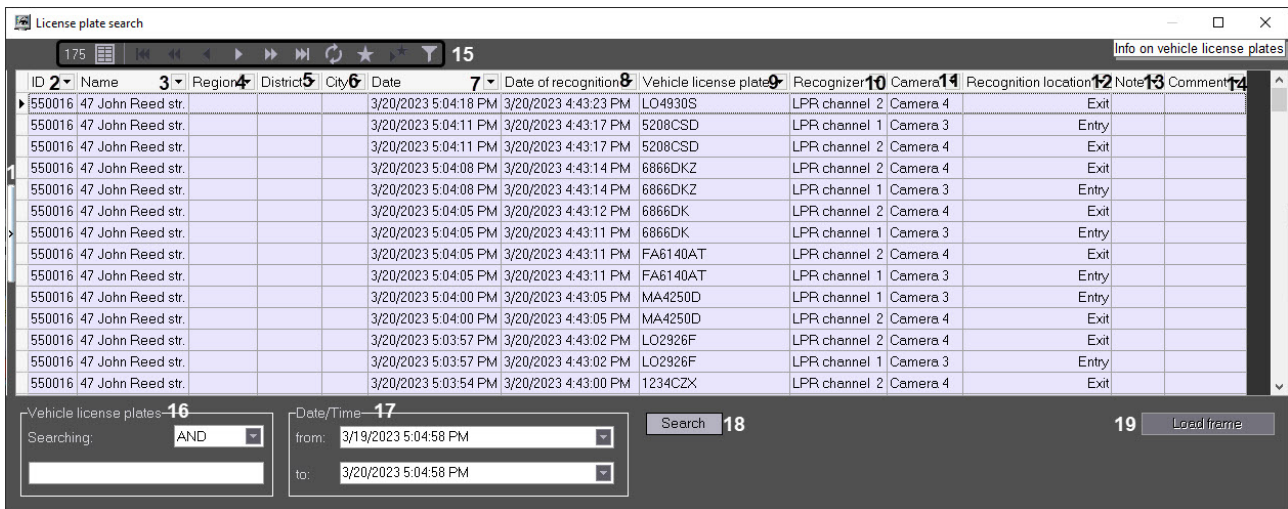 License plate search
175 15 Info on vehicle license plates
ID 2 Name 3 Region 4 District 5 City 6 Date 7 Date of recognition 8 Vehicle license plate 9 Recognizer 10 Camera 11 Recognition location 12 Note 13 Comment 14
550016 47 John Reed str. 3/20/2023 5:04:18 PM 3/20/2023 4:43:23 PM LO4930S LPR channel 2 Camera 4 Exit
550016 47 John Reed str. 3/20/2023 5:04:11 PM 3/20/2023 4:43:17 PM 5208CSD LPR channel 1 Camera 3 Entry
550016 47 John Reed str. 3/20/2023 5:04:11 PM 3/20/2023 4:43:17 PM 5208CSD LPR channel 2 Camera 4 Exit
1
550016 47 John Reed str. 3/20/2023 5:04:08 PM 3/20/2023 4:43:14 PM 6866DKZ LPR channel 2 Camera 4 Exit
550016 47 John Reed str. 3/20/2023 5:04:08 PM 3/20/2023 4:43:14 PM 6866DKZ LPR channel 1 Camera 3 Entry
550016 47 John Reed str. 3/20/2023 5:04:05 PM 3/20/2023 4:43:12 PM 6866DK LPR channel 2 Camera 4 Exit
550016 47 John Reed str. 3/20/2023 5:04:05 PM 3/20/2023 4:43:11 PM 6866DK LPR channel 1 Camera 3 Entry
550016 47 John Reed str. 3/20/2023 5:04:05 PM 3/20/2023 4:43:11 PM FA6140AT LPR channel 2 Camera 4 Exit
550016 47 John Reed str. 3/20/2023 5:04:05 PM 3/20/2023 4:43:11 PM FA6140AT LPR channel 1 Camera 3 Entry
550016 47 John Reed str. 3/20/2023 5:04:00 PM 3/20/2023 4:43:05 PM MA4250D LPR channel 1 Camera 3 Entry
550016 47 John Reed str. 3/20/2023 5:04:00 PM 3/20/2023 4:43:05 PM MA4250D LPR channel 2 Camera 4 Exit
550016 47 John Reed str. 3/20/2023 5:03:57 PM 3/20/2023 4:43:02 PM LO2926F LPR channel 2 Camera 4 Exit
550016 47 John Reed str. 3/20/2023 5:03:57 PM 3/20/2023 4:43:02 PM LO2926F LPR channel 1 Camera 3 Entry
550016 47 John Reed str. 3/20/2023 5:03:54 PM 3/20/2023 4:43:00 PM 1234CZX LPR channel 2 Camera 4 Exit
Vehicle license plates 16 Date/Time 17
Searching: AND from: 3/19/2023 5:04:58 PM Search 18 19 Load frame
to: 3/20/2023 5:04:58 PM